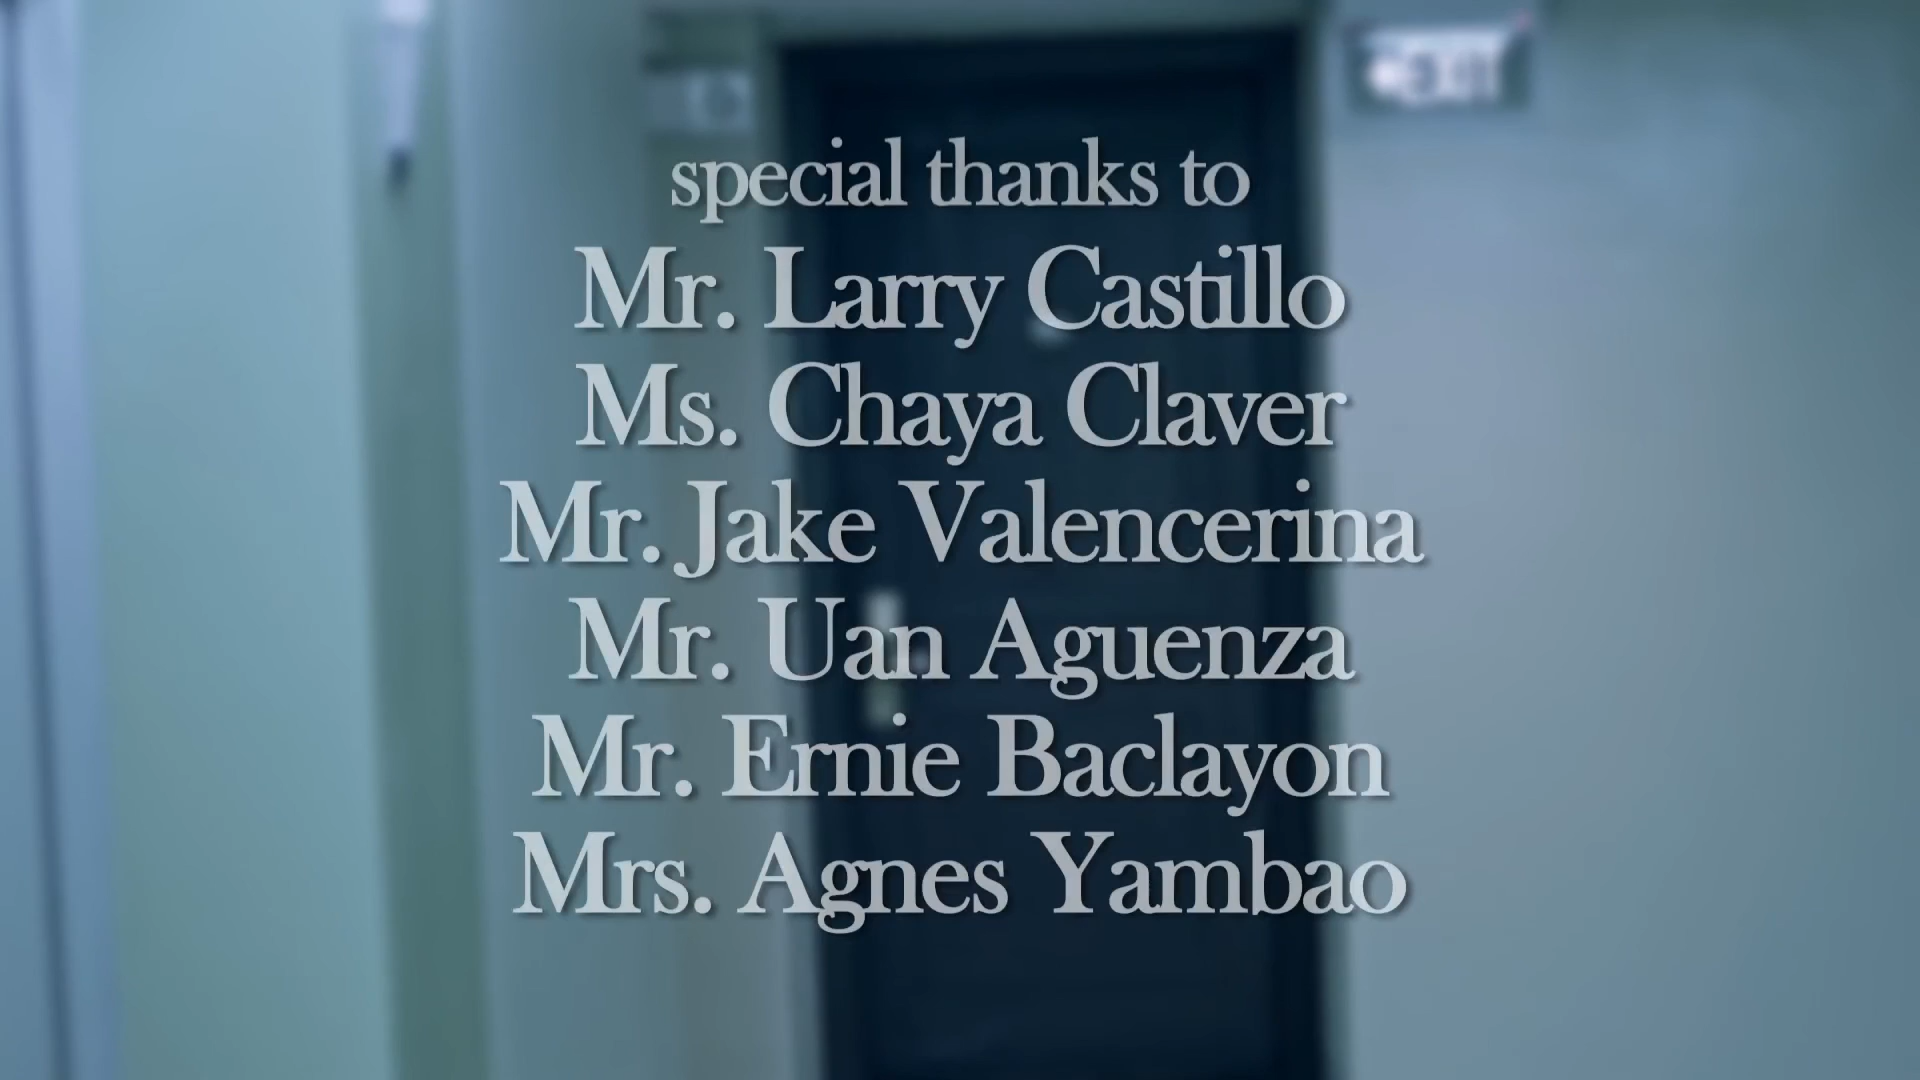 EXIT
special thanks to
Mr. Larry Castillo
Ms. Chaya Claver
Mr. Jake Valencerina
Mr. Uan Aguenza
Mr. Ernie Baclayon
Mrs. Agnes Yambao